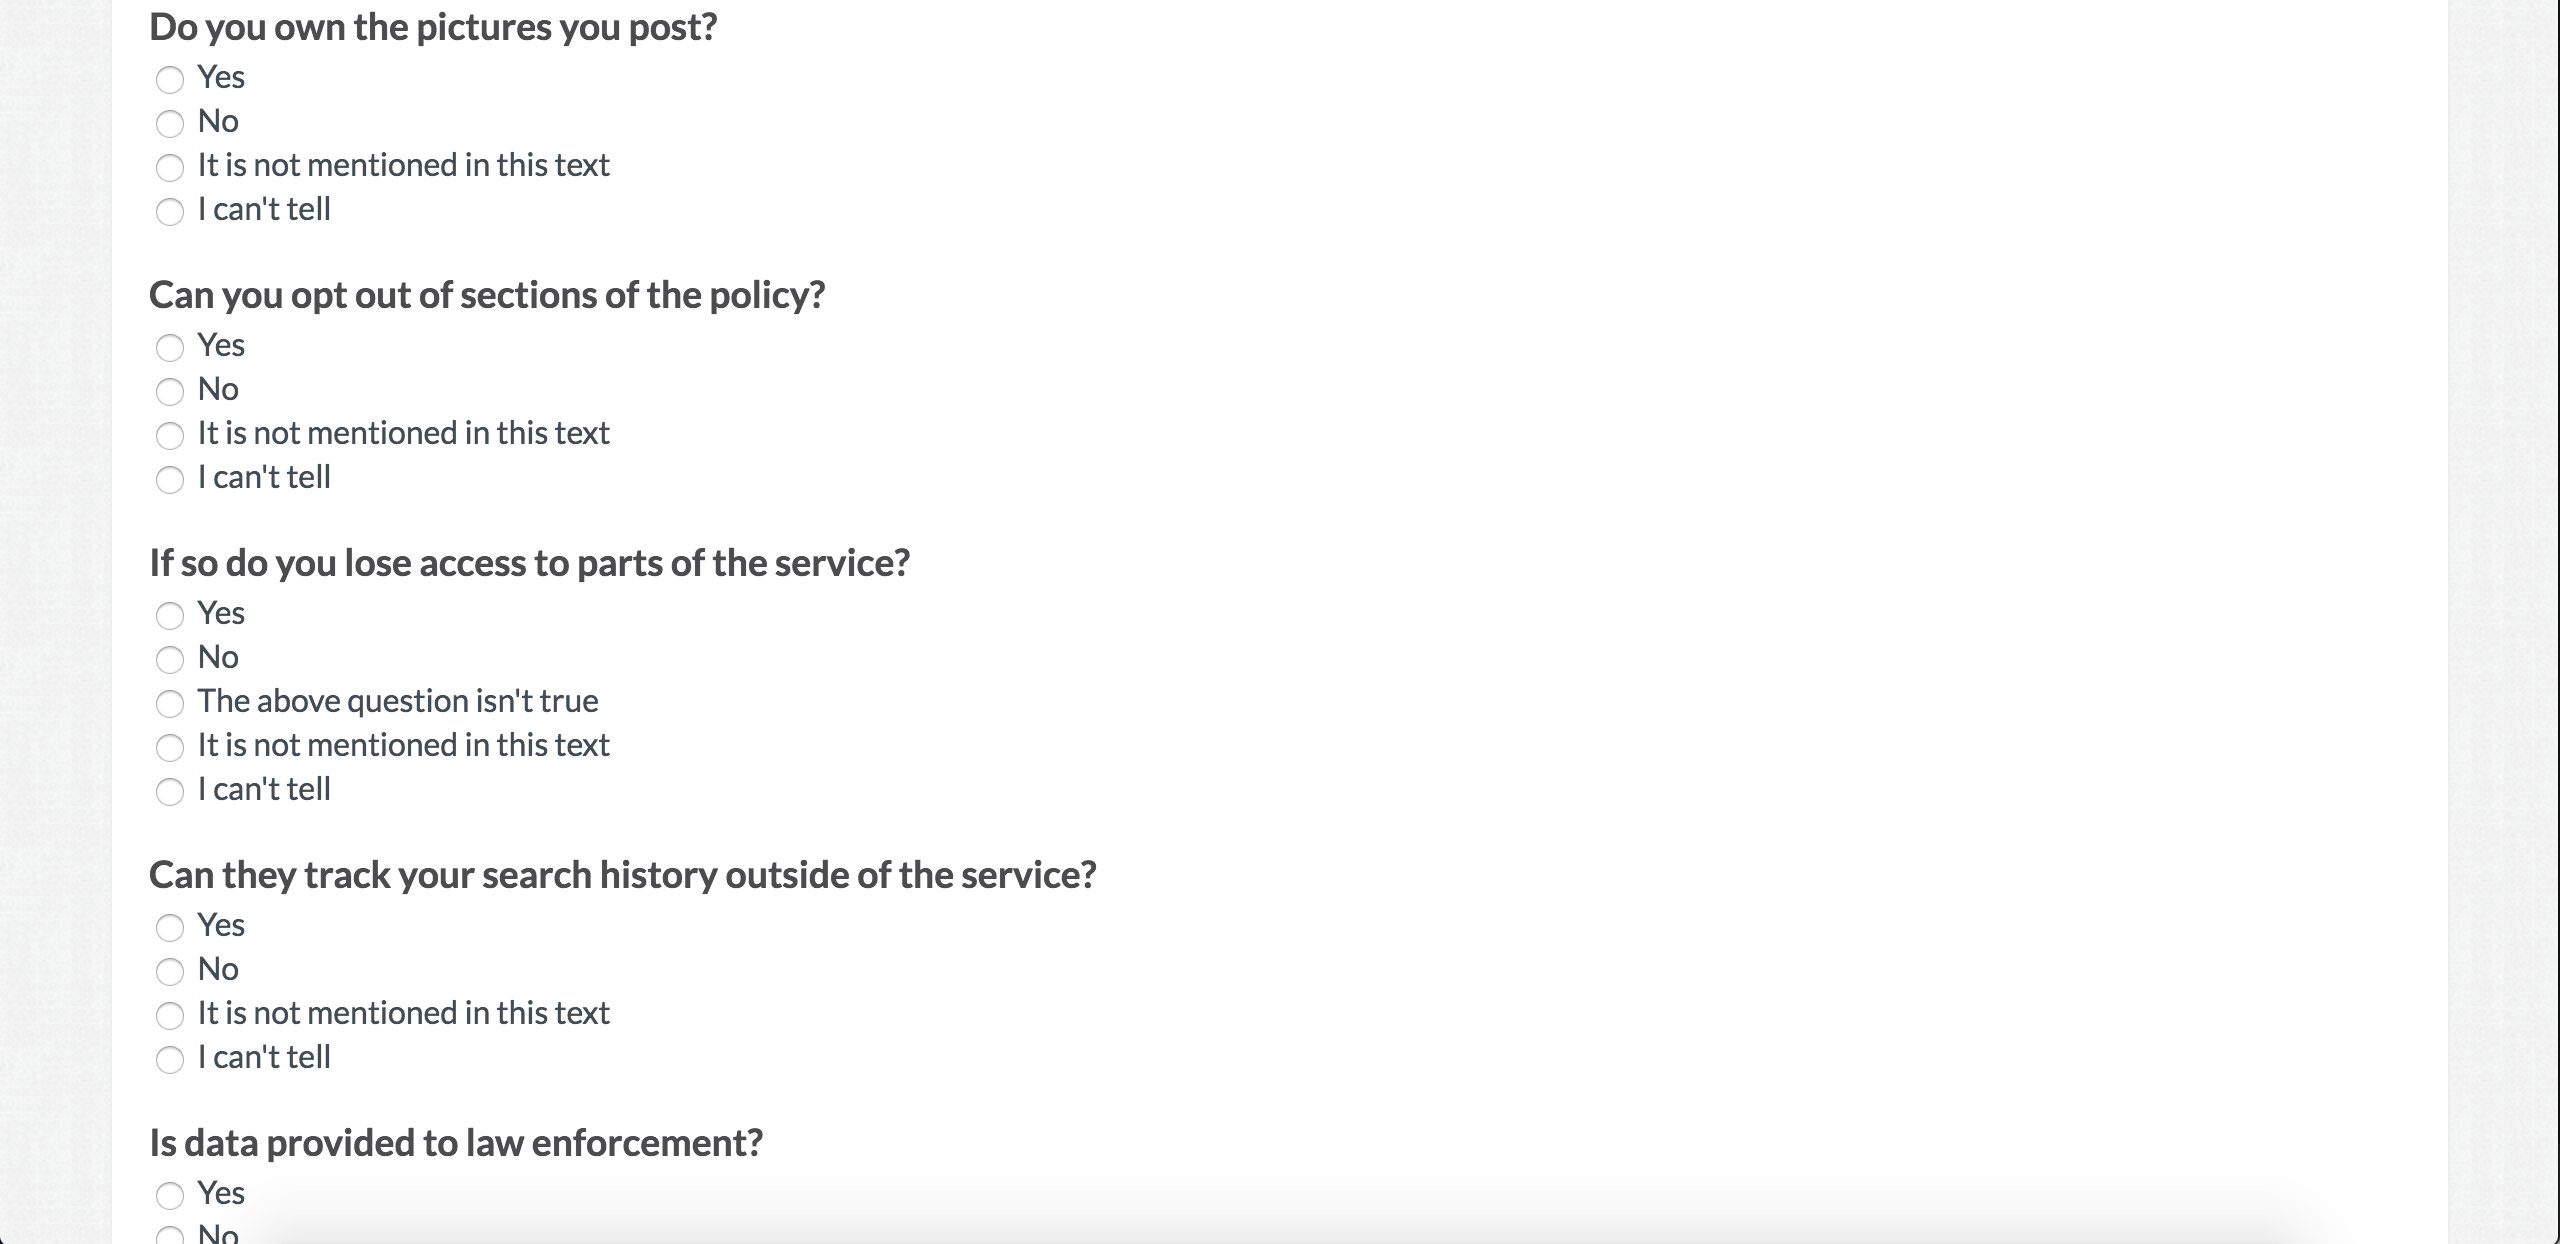 Do you own the pictures you post?
Yes
No
It is not mentioned in this text
I can't tell
Can you opt out of sections of the policy?
Yes
No
It is not mentioned in this text
I can't tell
If so do you lose access to parts of the service?
Yes
No
The above question isn't true
It is not mentioned in this text
I can't tell
Can they track your search history outside of the service?
Yes
No
It is not mentioned in this text
I can't tell
Is data provided to law enforcement?
Yes
No